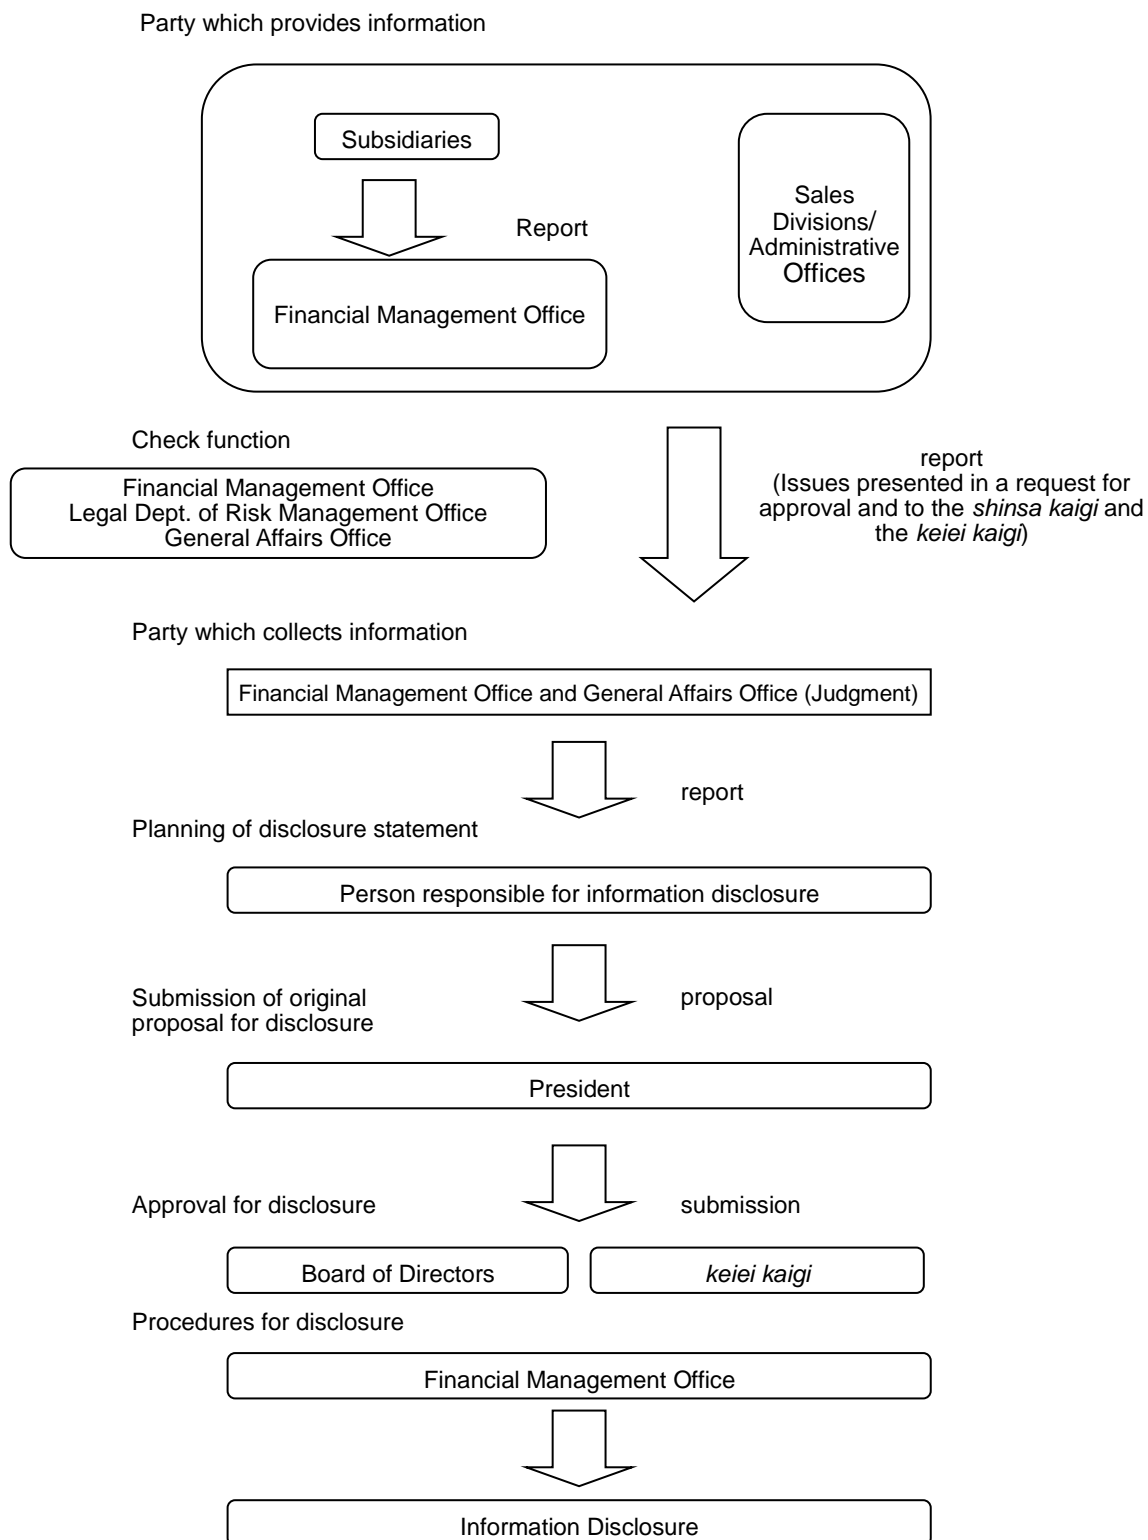 Party which provides information
Subsidiaries
Report
Financial Management Office
Sales
Divisions/
Administrative
Offices
Check function
Financial Management Office
Legal Dept. of Risk Management Office
General Affairs Office
report
(Issues presented in a request for
approval and to the shinsa kaigi and
the keiei kaigi)
Party which collects information
Financial Management Office and General Affairs Office (Judgment)
report
Planning of disclosure statement
Person responsible for information disclosure
Submission of original
proposal for disclosure
proposal
President
Approval for disclosure
submission
Board of Directors
keiei kaigi
Procedures for disclosure
Financial Management Office
Information Disclosure